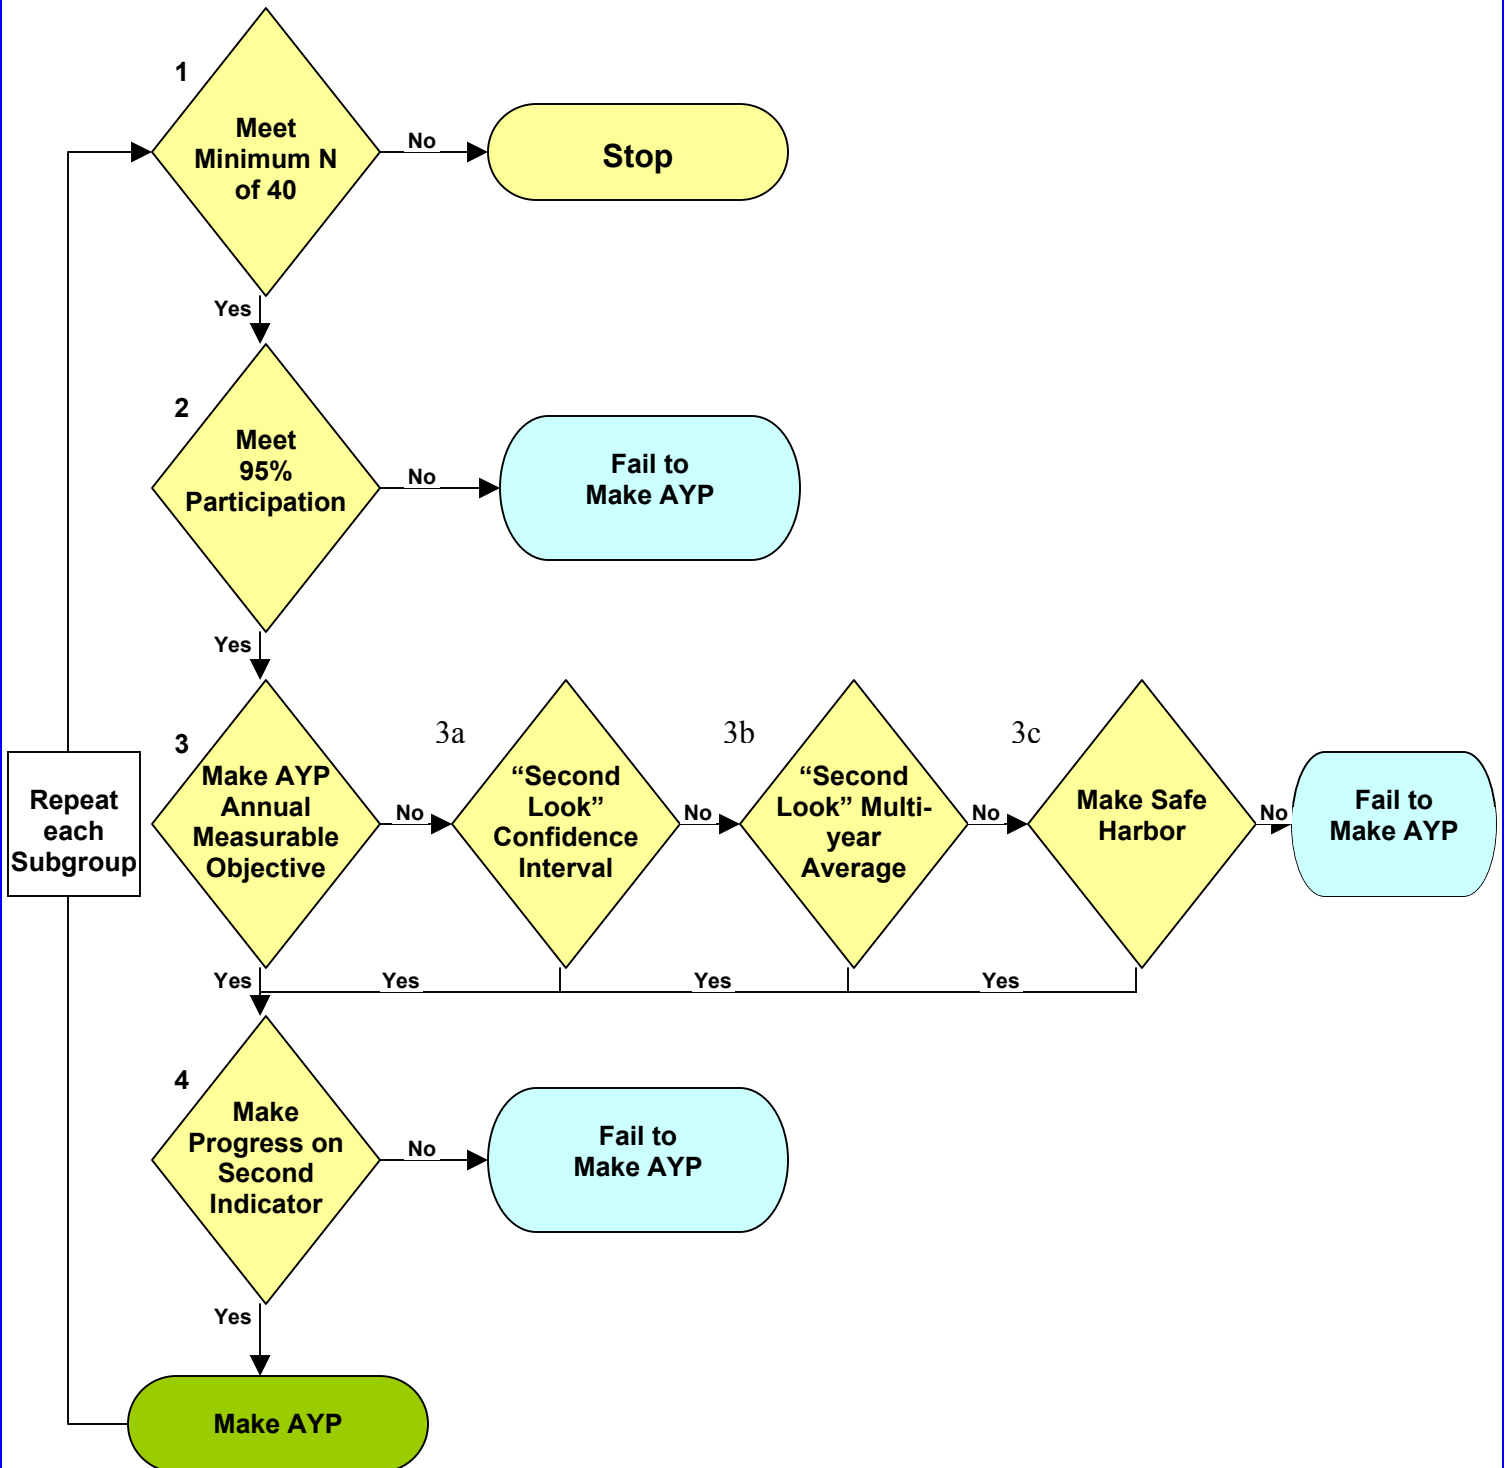 1
Meet
Minimum N
of 40
No
Stop
Yes
2
Meet
95%
Participation
No
Fail to
Make AYP
Yes
3
Make AYP
Annual
Measurable
Objective
No
3a
“Second
Look”
Confidence
Interval
No
3b
“Second
Look” Multi-
year
Average
No
3c
Make Safe
Harbor
No
Fail to
Make AYP
Repeat
each
Subgroup
Yes
Yes
Yes
Yes
4
Make
Progress on
Second
Indicator
No
Fail to
Make AYP
Yes
Make AYP